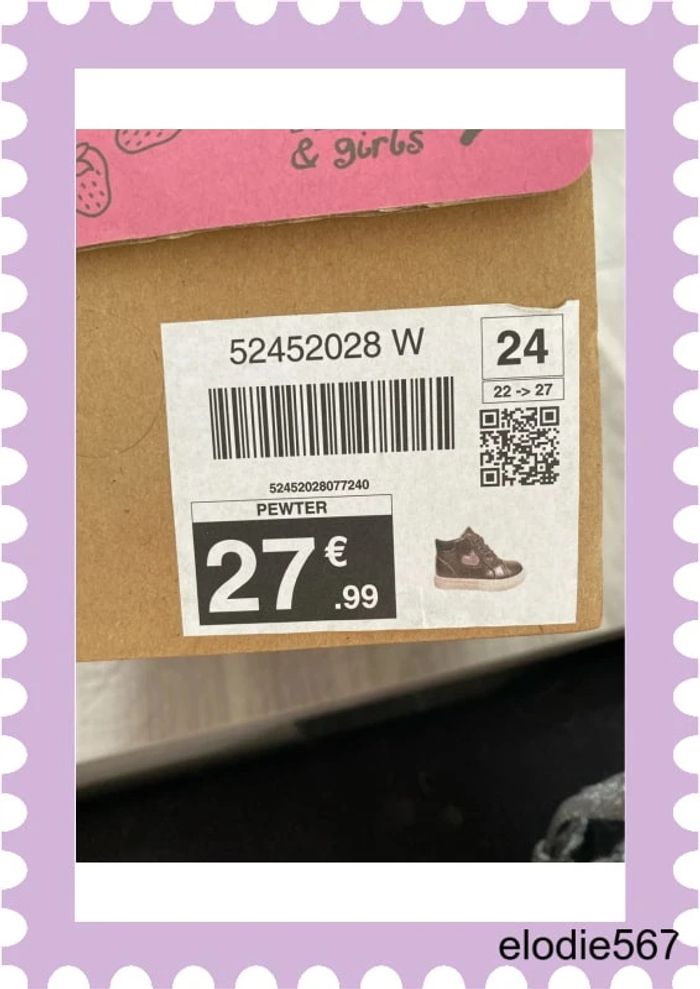 & girls
52452028 W
24
22 -> 27
52452028077240
PEWTER
27 €
.99
elodie567